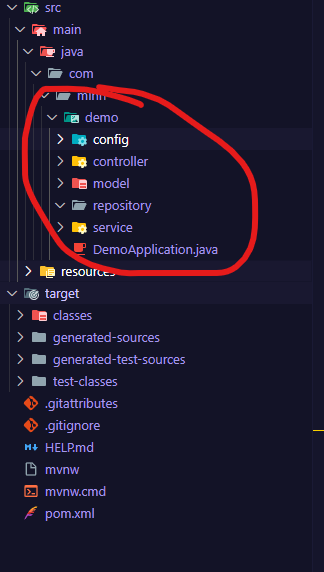 src
main
java
com
minh
demo
config
controller
model
repository
service
DemoApplication.java
resources
target
classes
generated-sources
generated-test-sources
test-classes
.gitattributes
.gitignore
HELP.md
mvnw
mvnw.cmd
pom.xml